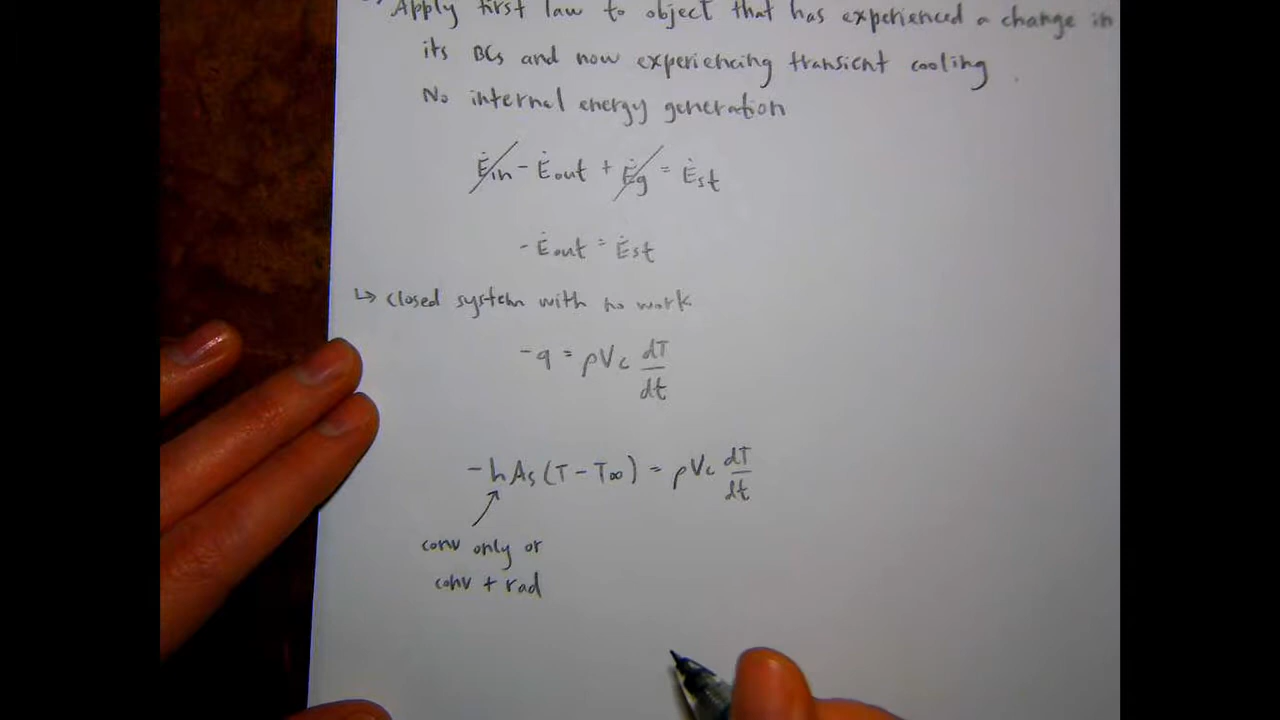 Apply first law to object that has experienced a change in
its BCs and now experiencing transient cooling
No internal energy generation
Ėin - Ėout + Ėg = Ėst
- Ėout = Ėst
↳ closed system with no work
-q = ρVc dT/dt
-hAs(T - T∞) = ρVc dT/dt
conv only or
conv + rad